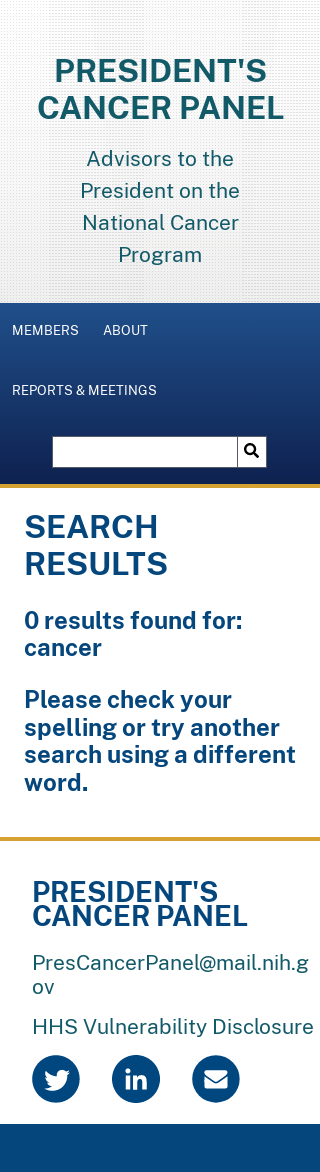 PRESIDENT'S
CANCER PANEL
Advisors to the
President on the
National Cancer
Program
MEMBERS ABOUT
REPORTS & MEETINGS
SEARCH
RESULTS
0 results found for:
cancer
Please check your
spelling or try another
search using a different
word.
PRESIDENT'S
CANCER PANEL
PresCancerPanel@mail.nih.g
ov
HHS Vulnerability Disclosure